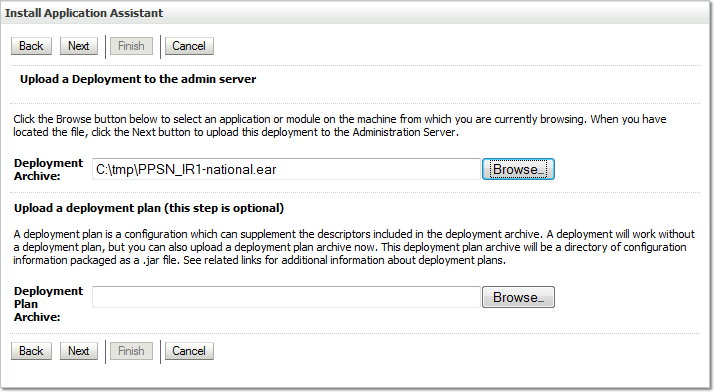 Install Application Assistant
Back Next Finish Cancel
Upload a Deployment to the admin server
Click the Browse button below to select an application or module on the machine from which you are currently browsing. When you have
located the file, click the Next button to upload this deployment to the Administration Server.
Deployment
Archive:
C:\tmp\PPSN_IR1-national.ear
Browse...
Upload a deployment plan (this step is optional)
A deployment plan is a configuration which can supplement the descriptors included in the deployment archive. A deployment will work without
a deployment plan, but you can also upload a deployment plan archive now. This deployment plan archive will be a directory of configuration
information packaged as a .jar file. See related links for additional information about deployment plans.
Deployment
Plan
Archive:
Browse...
Back Next Finish Cancel